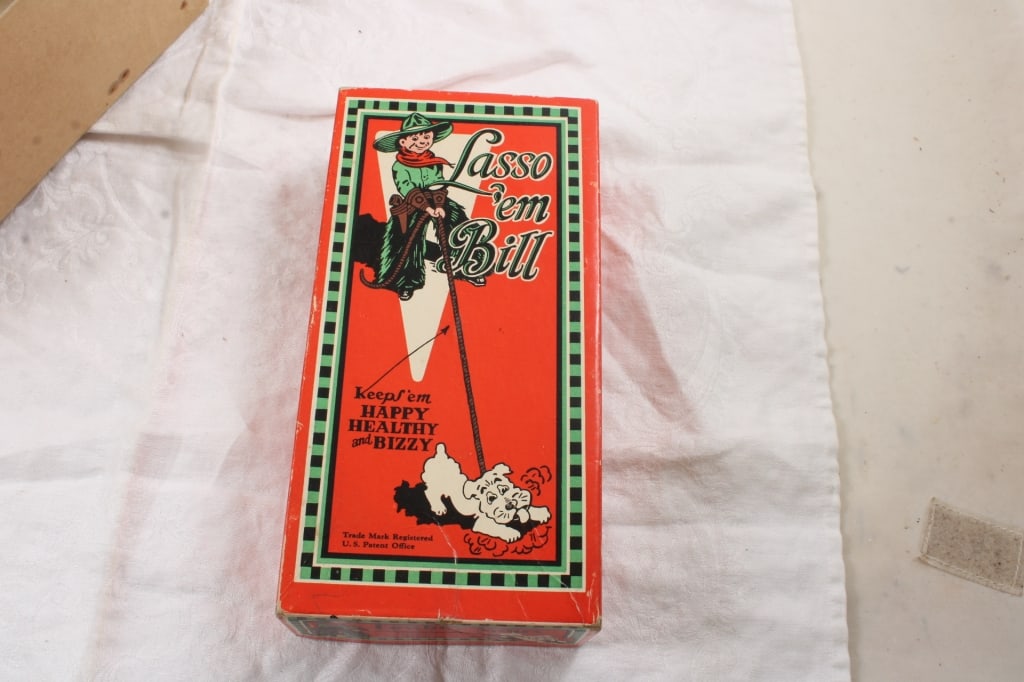 Lasso
'em
Bill
keeps 'em
HAPPY
HEALTHY
and BIZZY
Trade Mark Registered
U.S. Patent Office